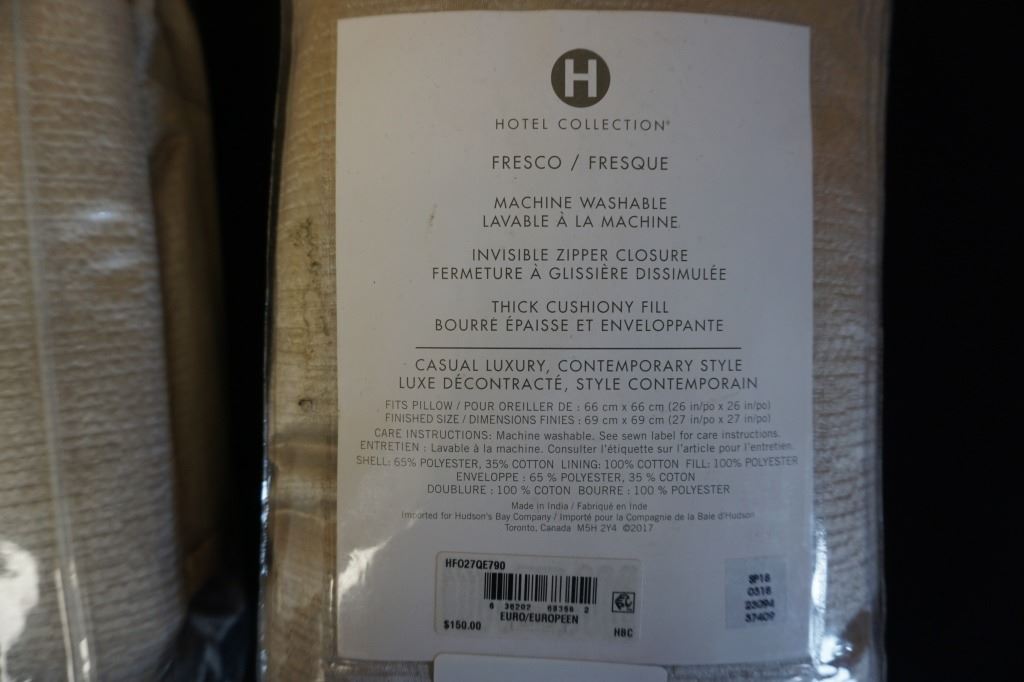 H
HOTEL COLLECTION®
FRESCO / FRESQUE
MACHINE WASHABLE
LAVABLE À LA MACHINE
INVISIBLE ZIPPER CLOSURE
FERMETURE À GLISSIÈRE DISSIMULÉE
THICK CUSHIONY FILL
BOURRE ÉPAISSE ET ENVELOPPANTE
CASUAL LUXURY, CONTEMPORARY STYLE
LUXE DÉCONTRACTÉ, STYLE CONTEMPORAIN
FITS PILLOW / POUR OREILLER DE : 66 cm x 66 cm (26 in/po x 26 in/po)
FINISHED SIZE / DIMENSIONS FINIES : 69 cm x 69 cm (27 in/po x 27 in/po)
CARE INSTRUCTIONS: Machine washable. See sewn label for care instructions.
ENTRETIEN : Lavable à la machine. Consulter l'étiquette sur l'article pour l'entretien.
SHELL: 65% POLYESTER, 35% COTTON LINING: 100% COTTON FILL: 100% POLYESTER
ENVELOPPE : 65 % POLYESTER, 35 % COTON
DOUBLURE : 100 % COTON BOURRE : 100 % POLYESTER
Made in India / Fabriqué en Inde
Imported for Hudson's Bay Company / Importé pour la Compagnie de la Baie d'Hudson
Toronto, Canada M5H 2Y4 ©2017
HFO27QE790
6 36202 69366 2
EURO/EUROPEEN
$150.00
HBC
SP18
0318
23094
37409